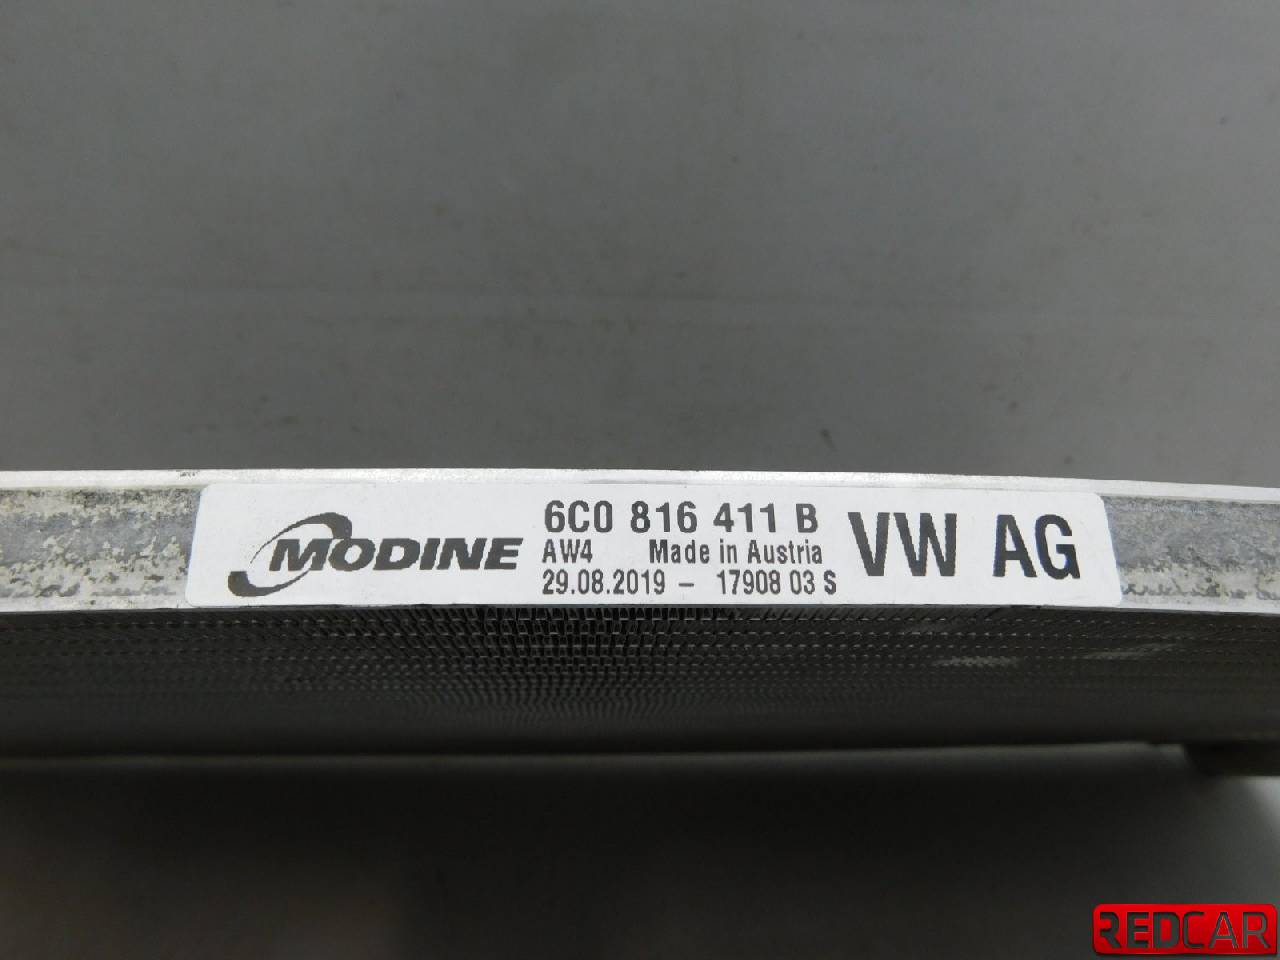 MODINE
6C0 816 411 B
AW4 Made in Austria
29.08.2019 - 17908 03 S
VW AG
REDCAR